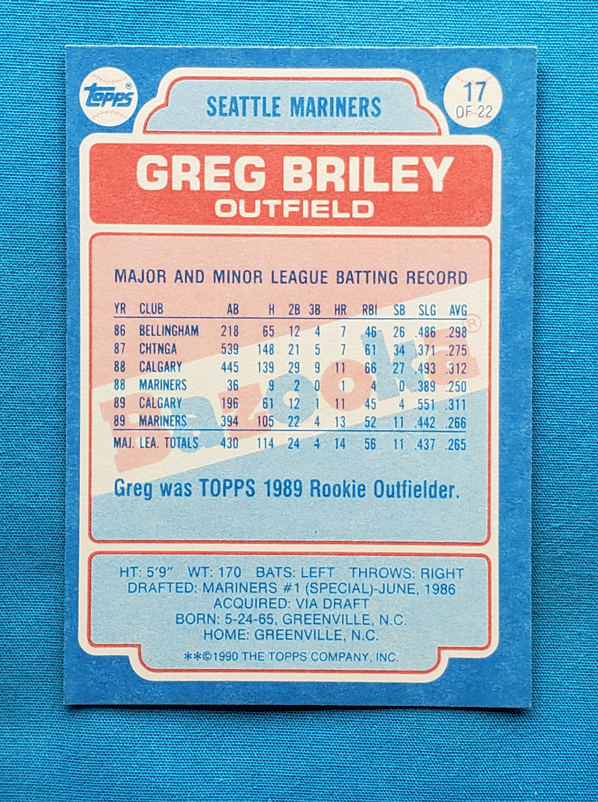 TOPPS®
SEATTLE MARINERS
17
OF 22
GREG BRILEY
OUTFIELD
MAJOR AND MINOR LEAGUE BATTING RECORD
YR CLUB AB H 2B 3B HR RBI SB SLG AVG
86 BELLINGHAM 218 65 12 4 7 46 26 .486 .298
87 CHTNGA 539 148 21 5 7 61 34 .371 .275
88 CALGARY 445 139 29 9 11 66 27 .493 .312
88 MARINERS 36 9 2 0 1 4 0 .389 .250
89 CALGARY 196 61 12 1 11 45 4 .551 .311
89 MARINERS 394 105 22 4 13 52 11 .442 .266
MAJ. LEA. TOTALS 430 114 24 4 14 56 11 .437 .265
Bazooka®
Greg was TOPPS 1989 Rookie Outfielder.
HT: 5'9" WT: 170 BATS: LEFT THROWS: RIGHT
DRAFTED: MARINERS #1 (SPECIAL)-JUNE, 1986
ACQUIRED: VIA DRAFT
BORN: 5-24-65, GREENVILLE, N.C.
HOME: GREENVILLE, N.C.
**©1990 THE TOPPS COMPANY, INC.